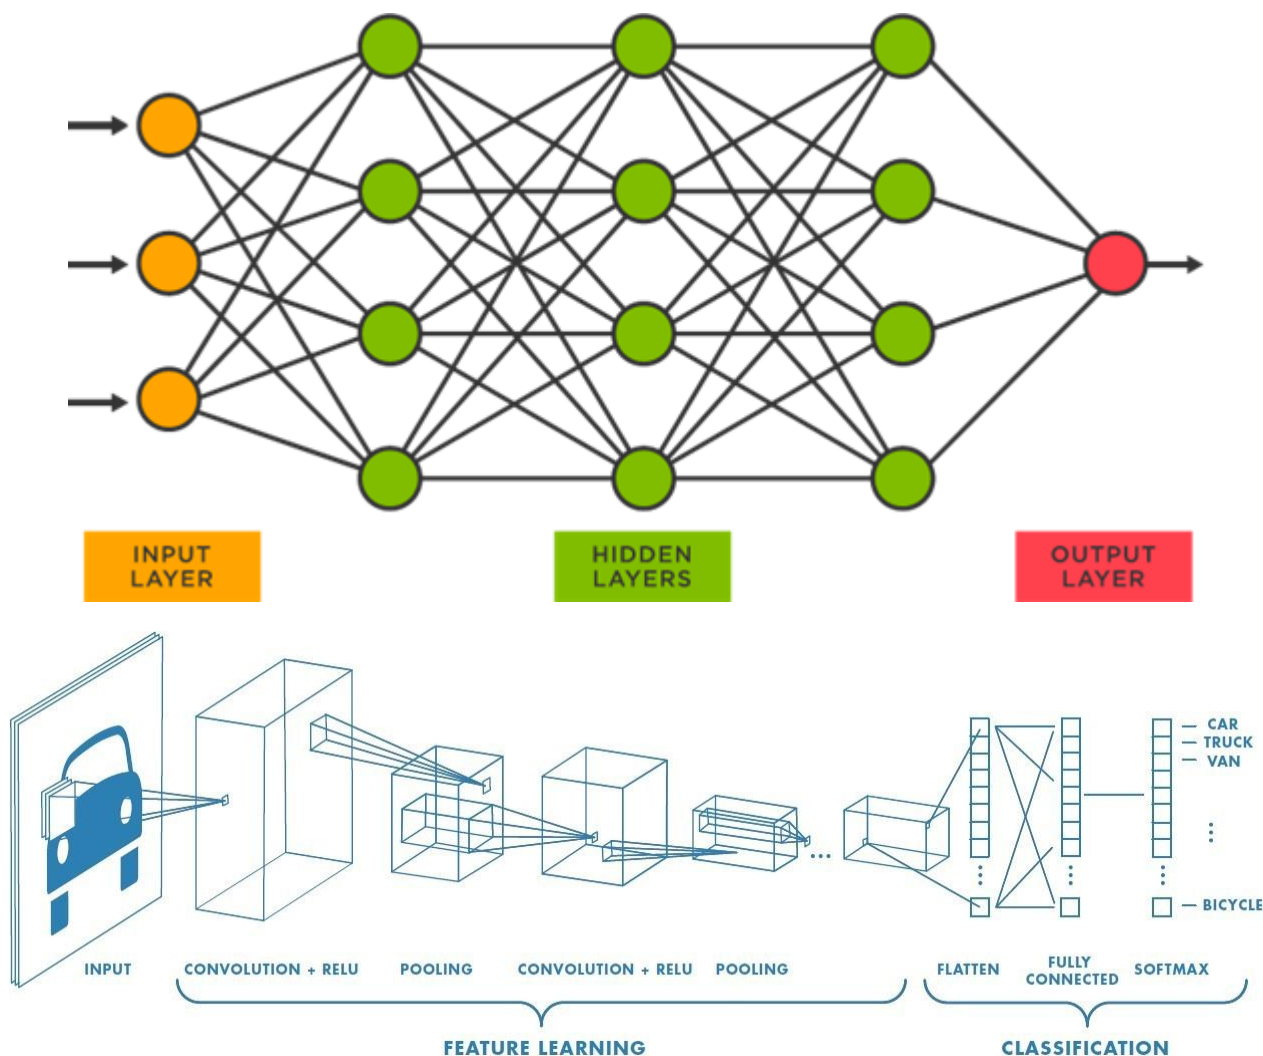 INPUT
LAYER
HIDDEN
LAYERS
OUTPUT
LAYER
CAR
TRUCK
VAN
BICYCLE
INPUT
CONVOLUTION + RELU
POOLING
CONVOLUTION + RELU
POOLING
FLATTEN
FULLY
CONNECTED
SOFTMAX
FEATURE LEARNING
CLASSIFICATION